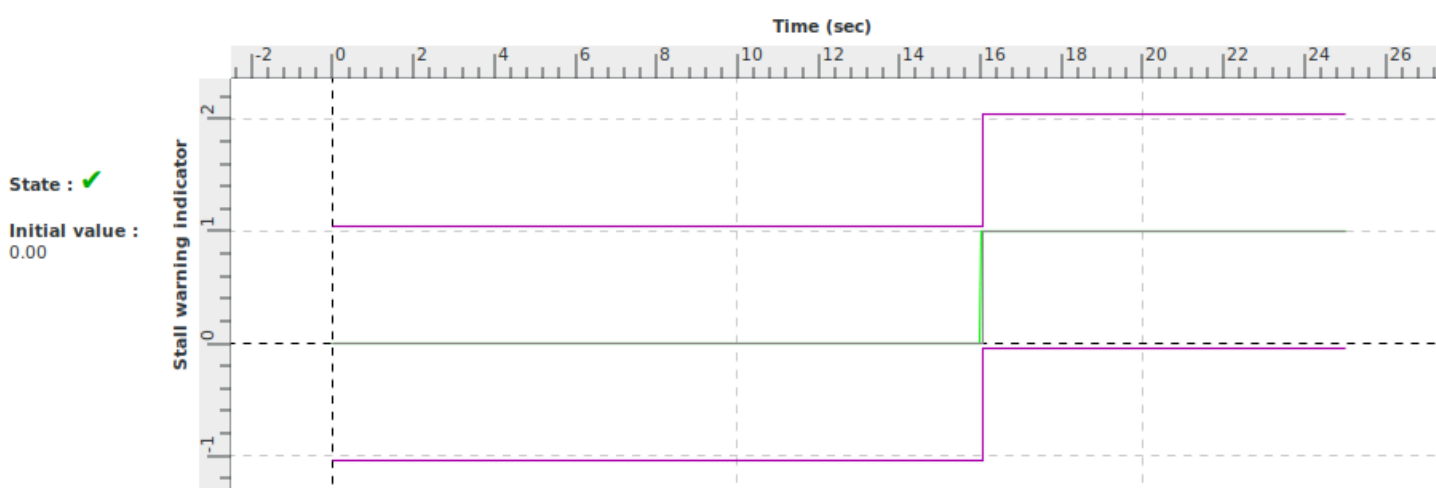 Time (sec)
-2 0 2 4 6 8 10 12 14 16 18 20 22 24 26
Stall warning indicator
2
1
0
-1
State : ✔
Initial value :
0.00